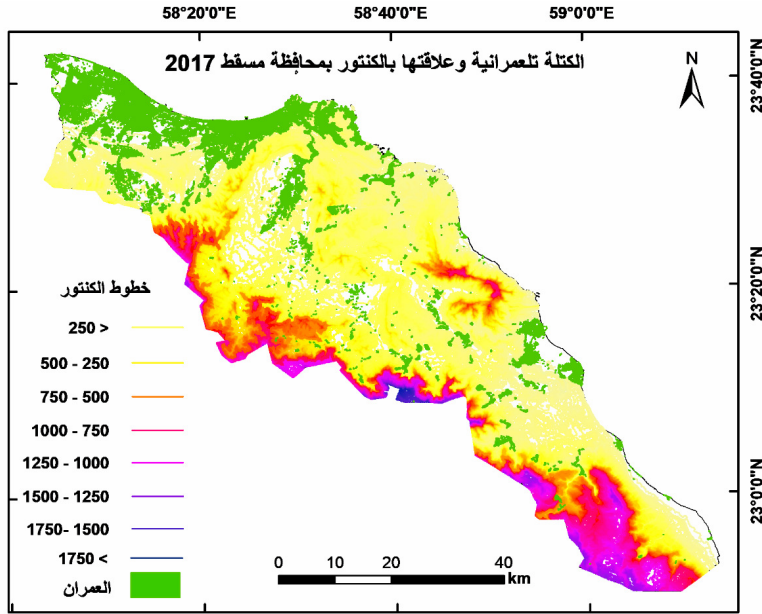 58°20'0"E 58°40'0"E 59°0'0"E
الكتلة تلعمرانية وعلاقتها بالكنتور بمحافظة مسقط 2017
N
23°40'0"N
23°20'0"N
23°0'0"N
خطوط الكنتور
250 >
500 - 250
750 - 500
1000 - 750
1250 - 1000
1500 - 1250
1750- 1500
1750 >
العمران
0 10 20 40
km